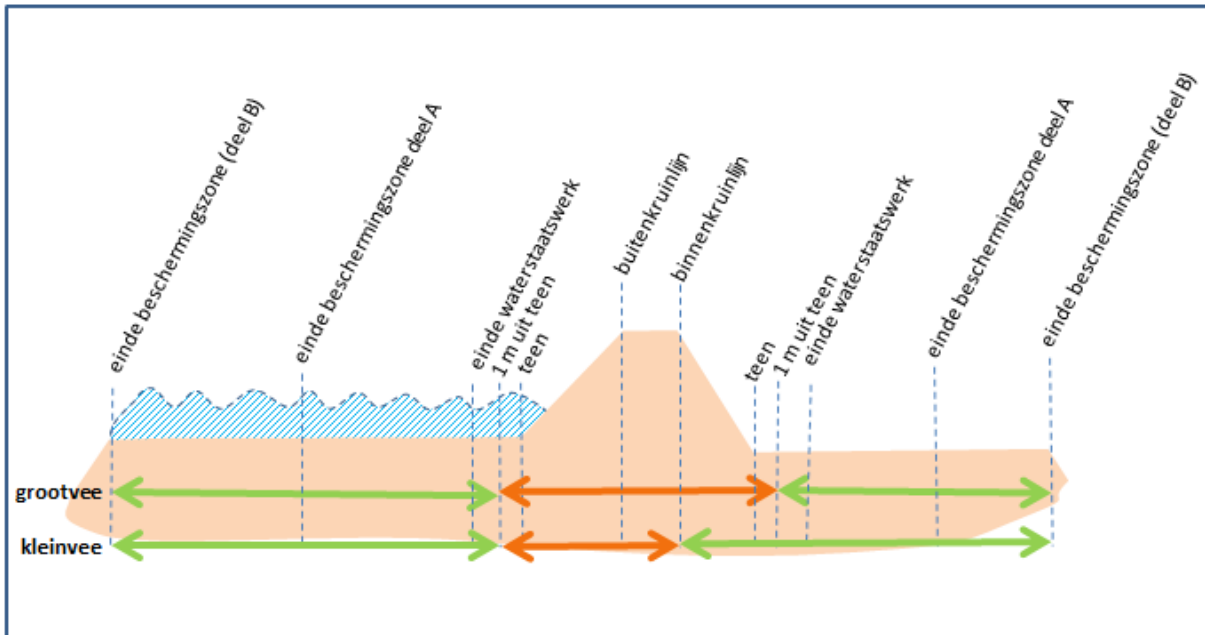 einde beschermingszone (deel B)
einde beschermingszone deel A
einde waterstaatswerk
1 m uit teen
teen
buitenkruinlijn
binnenkruinlijn
teen
1 m uit teen
einde waterstaatswerk
einde beschermingszone deel A
einde beschermingszone (deel B)
grootvee
kleinvee